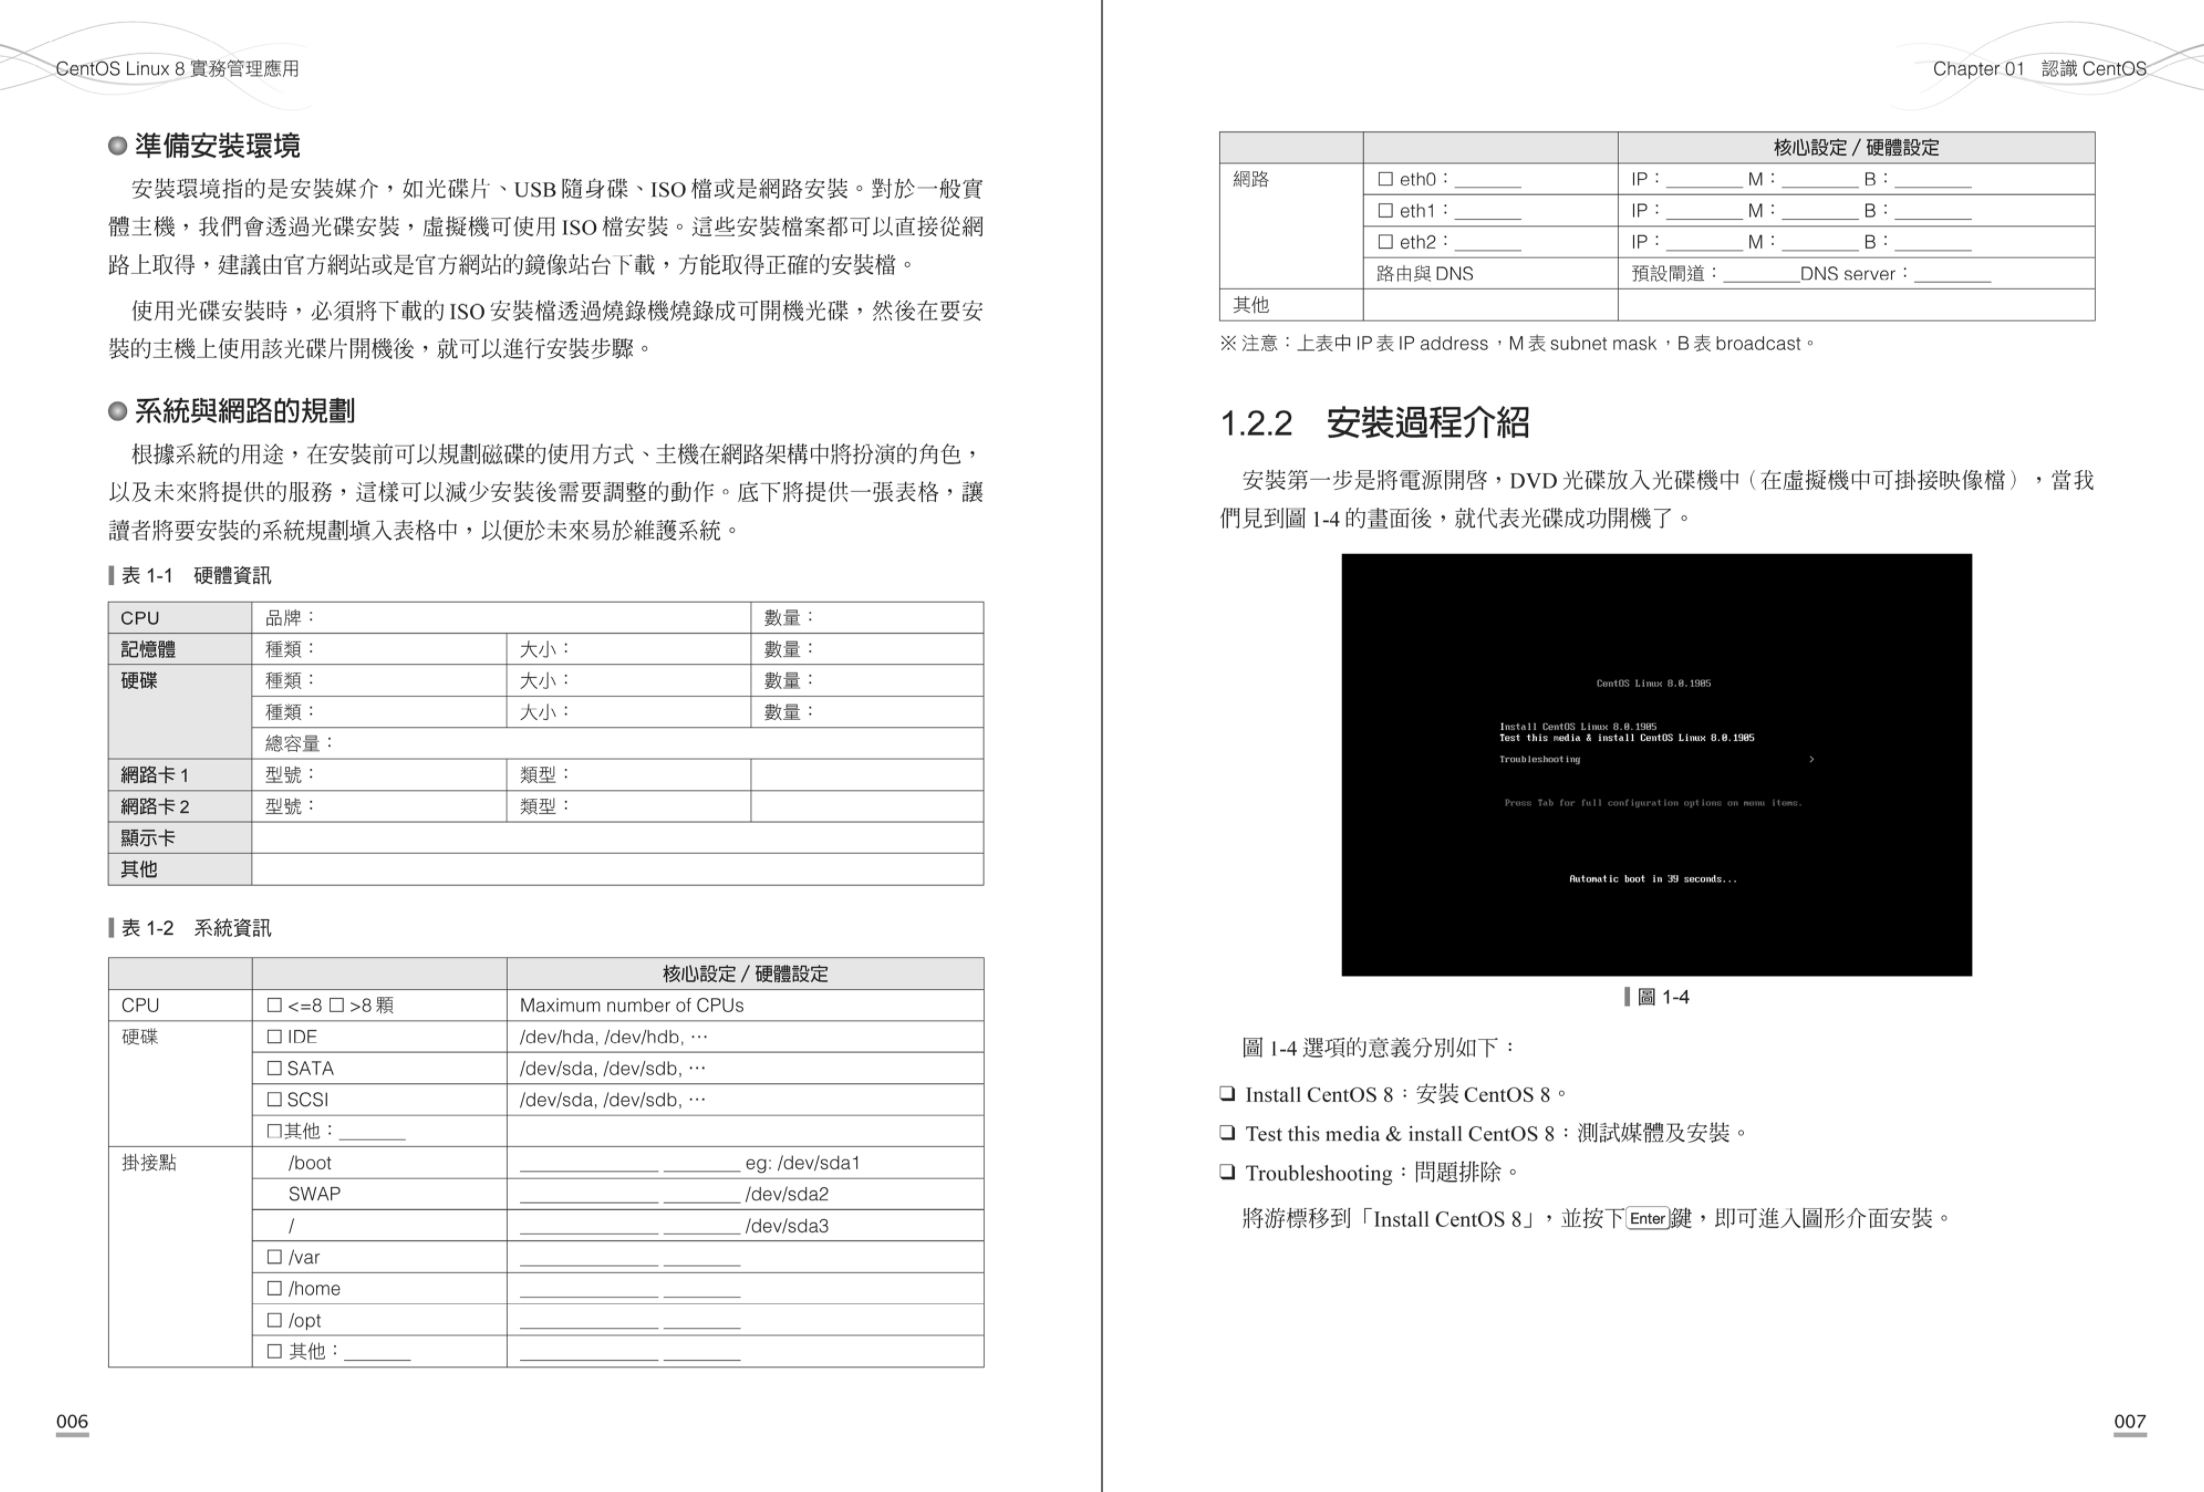 CentOS Linux 8 實務管理應用
準備安裝環境
安裝環境指的是安裝媒介,如光碟片、USB 隨身碟、ISO 檔或是網路安裝。對於一般實
體主機,我們會透過光碟安裝,虛擬機可使用 ISO 檔安裝。這些安裝檔案都可以直接從網
路上取得,建議由官方網站或是官方網站的鏡像站台下載,方能取得正確的安裝檔。
使用光碟安裝時,必須將下載的 ISO 安裝檔透過燒錄機燒錄成可開機光碟,然後在要安
裝的主機上使用該光碟片開機後,就可以進行安裝步驟。
系統與網路的規劃
根據系統的用途,在安裝前可以規劃磁碟的使用方式、主機在網路架構中將扮演的角色,
以及未來將提供的服務,這樣可以減少安裝後需要調整的動作。底下將提供一張表格,讓
讀者將要安裝的系統規劃填入表格中,以便於未來易於維護系統。
表 1-1 硬體資訊
CPU 品牌: 數量:
記憶體 種類: 大小: 數量:
硬碟 種類: 大小: 數量:
種類: 大小: 數量:
總容量:
網路卡 1 型號: 類型:
網路卡 2 型號: 類型:
顯示卡
其他
表 1-2 系統資訊
核心設定 / 硬體設定
CPU □ <=8 □ >8 顆 Maximum number of CPUs
硬碟 □ IDE /dev/hda, /dev/hdb, …
□ SATA /dev/sda, /dev/sdb, …
□ SCSI /dev/sda, /dev/sdb, …
□其他:_______
掛接點 /boot ______________ ________ eg: /dev/sda1
SWAP ______________ ________ /dev/sda2
/ ______________ ________ /dev/sda3
□ /var ______________ ________
□ /home ______________ ________
□ /opt ______________ ________
□ 其他:_______ ______________ ________
006
Chapter 01 認識 CentOS
核心設定 / 硬體設定
網路 □ eth0:_______ IP:________ M:________ B:________
□ eth1:_______ IP:________ M:________ B:________
□ eth2:_______ IP:________ M:________ B:________
路由與 DNS 預設閘道:________DNS server:________
其他
※ 注意:上表中 IP 表 IP address,M 表 subnet mask,B 表 broadcast。
1.2.2 安裝過程介紹
安裝第一步是將電源開啟,DVD 光碟放入光碟機中(在虛擬機中可掛接映像檔),當我
們見到圖 1-4 的畫面後,就代表光碟成功開機了。
CentOS Linux 8.0.1905
Install CentOS Linux 8.0.1905
Test this media & install CentOS Linux 8.0.1905
Troubleshooting >
Press Tab for full configuration options on menu items.
Automatic boot in 39 seconds...
圖 1-4
圖 1-4 選項的意義分別如下:
❑ Install CentOS 8:安裝 CentOS 8。
❑ Test this media & install CentOS 8:測試媒體及安裝。
❑ Troubleshooting:問題排除。
將游標移到「Install CentOS 8」,並按下 Enter 鍵,即可進入圖形介面安裝。
007